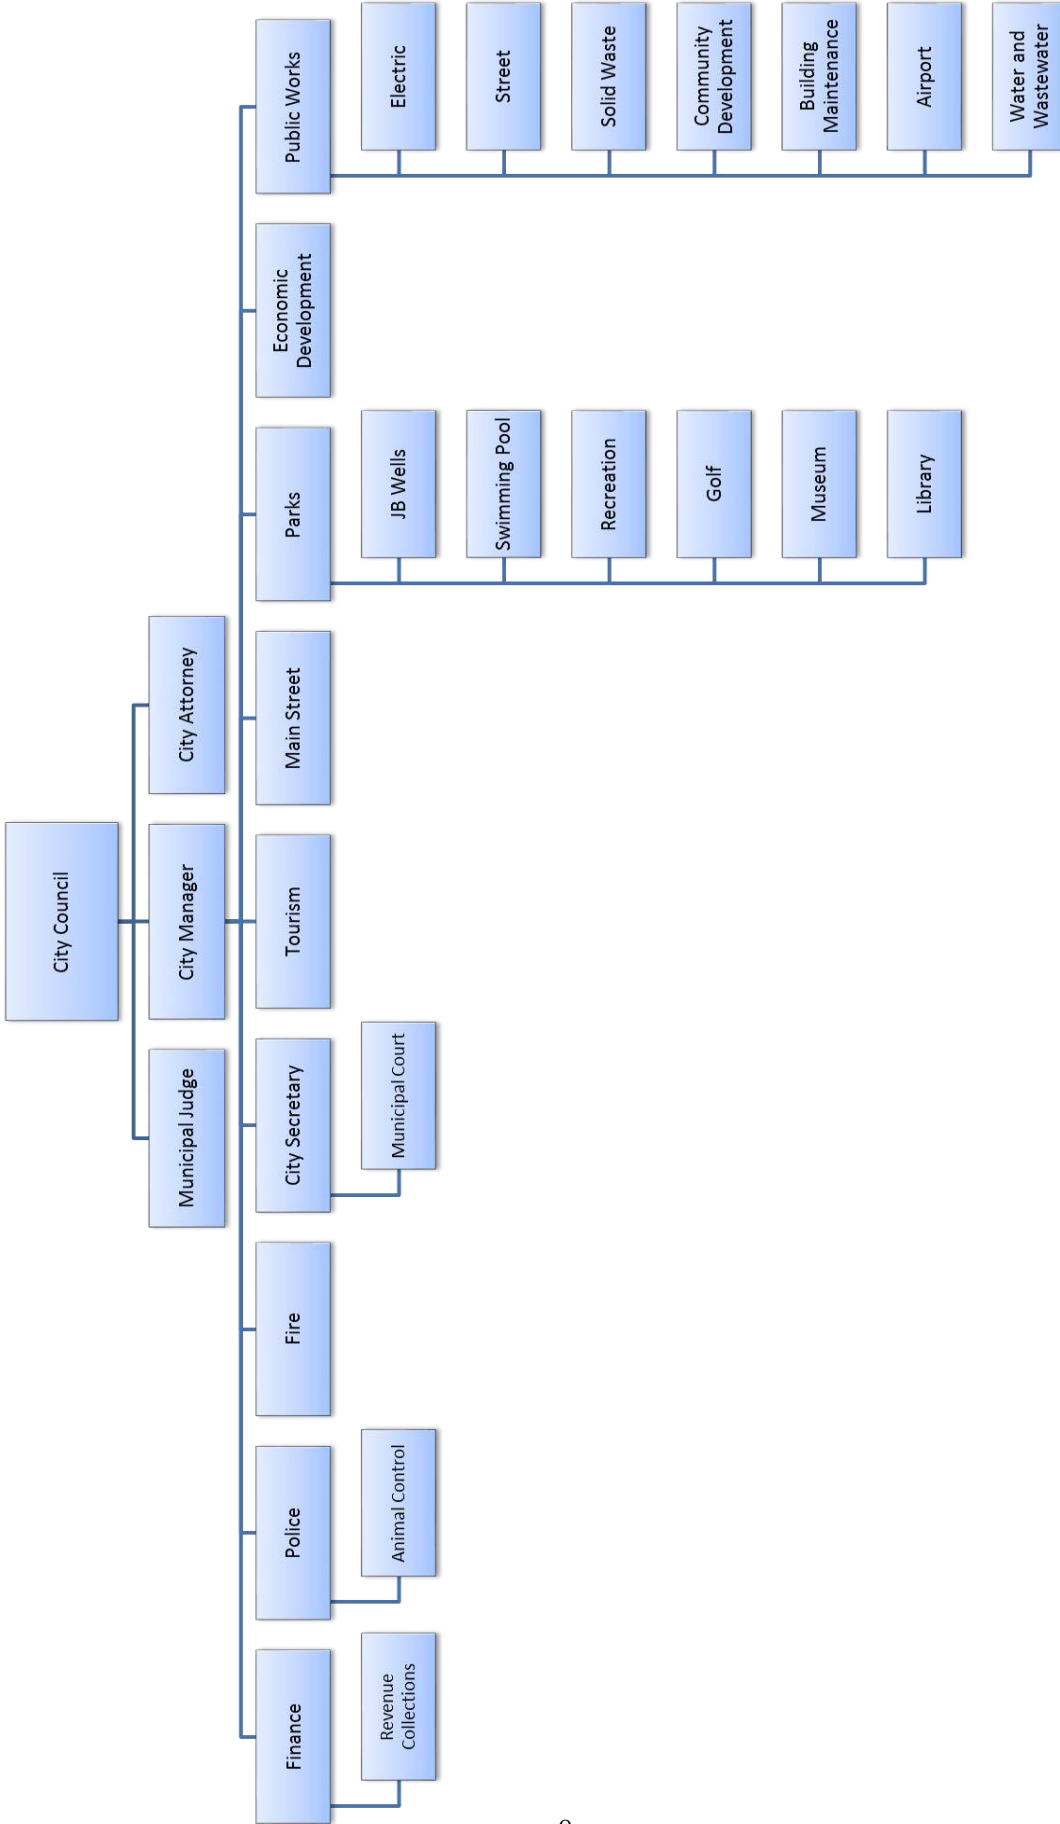 City Council
Municipal Judge
City Manager
City Attorney
Finance
Police
Fire
City Secretary
Tourism
Main Street
Parks
Economic
Development
Public Works
Revenue
Collections
Animal Control
Municipal Court
JB Wells
Swimming Pool
Recreation
Golf
Museum
Library
Electric
Street
Solid Waste
Community
Development
Building
Maintenance
Airport
Water and
Wastewater